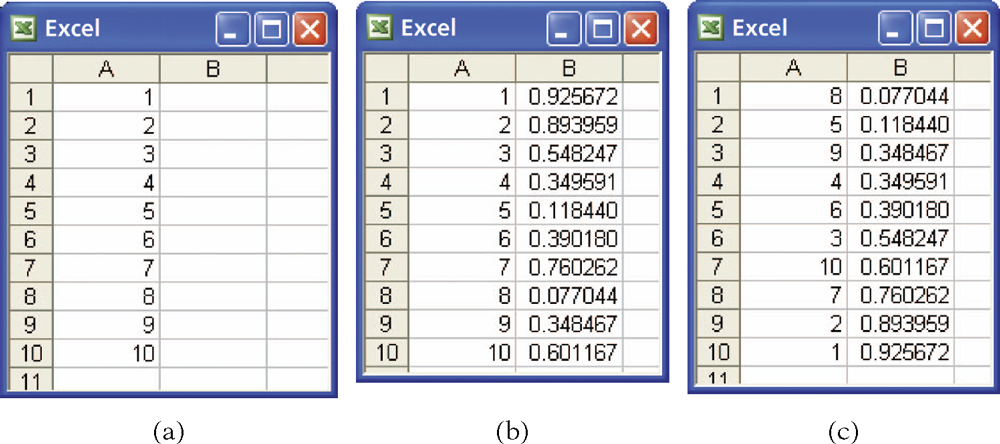 Excel
A B
1 1
2 2
3 3
4 4
5 5
6 6
7 7
8 8
9 9
10 10
11
(a)
Excel
A B
1 1 0.925672
2 2 0.893959
3 3 0.548247
4 4 0.349591
5 5 0.118440
6 6 0.390180
7 7 0.760262
8 8 0.077044
9 9 0.348467
10 10 0.601167
(b)
Excel
A B
1 8 0.077044
2 5 0.118440
3 9 0.348467
4 4 0.349591
5 6 0.390180
6 3 0.548247
7 10 0.601167
8 7 0.760262
9 2 0.893959
10 1 0.925672
11
(c)